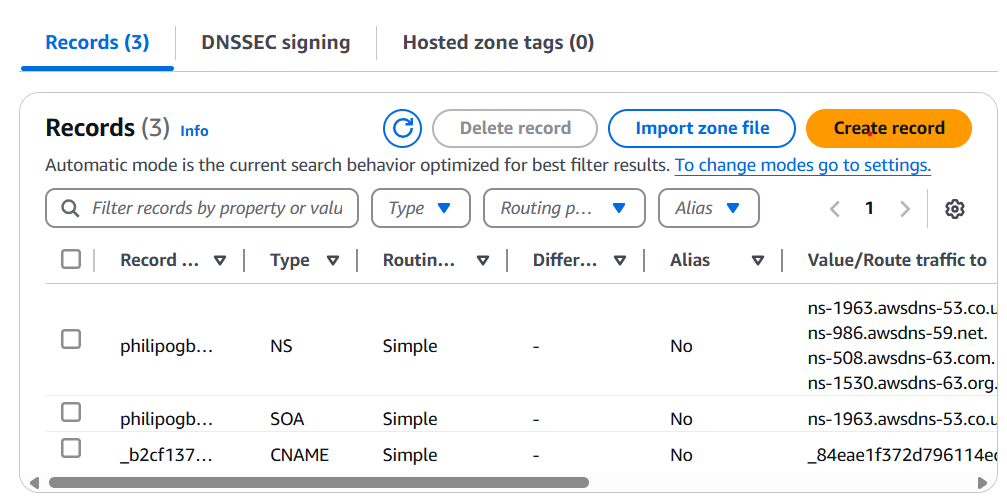 Records (3) DNSSEC signing Hosted zone tags (0)
Records (3) Info Delete record Import zone file Create record
Automatic mode is the current search behavior optimized for best filter results. To change modes go to settings.
Filter records by property or valu Type Routing p... Alias 1
Record ... Type Routin... Differ... Alias Value/Route traffic to
ns-1963.awsdns-53.co.u
ns-986.awsdns-59.net.
philipogb... NS Simple - No
ns-508.awsdns-63.com.
ns-1530.awsdns-63.org.
philipogb... SOA Simple - No ns-1963.awsdns-53.co.u
_b2cf137... CNAME Simple - No _84eae1f372d796114ec